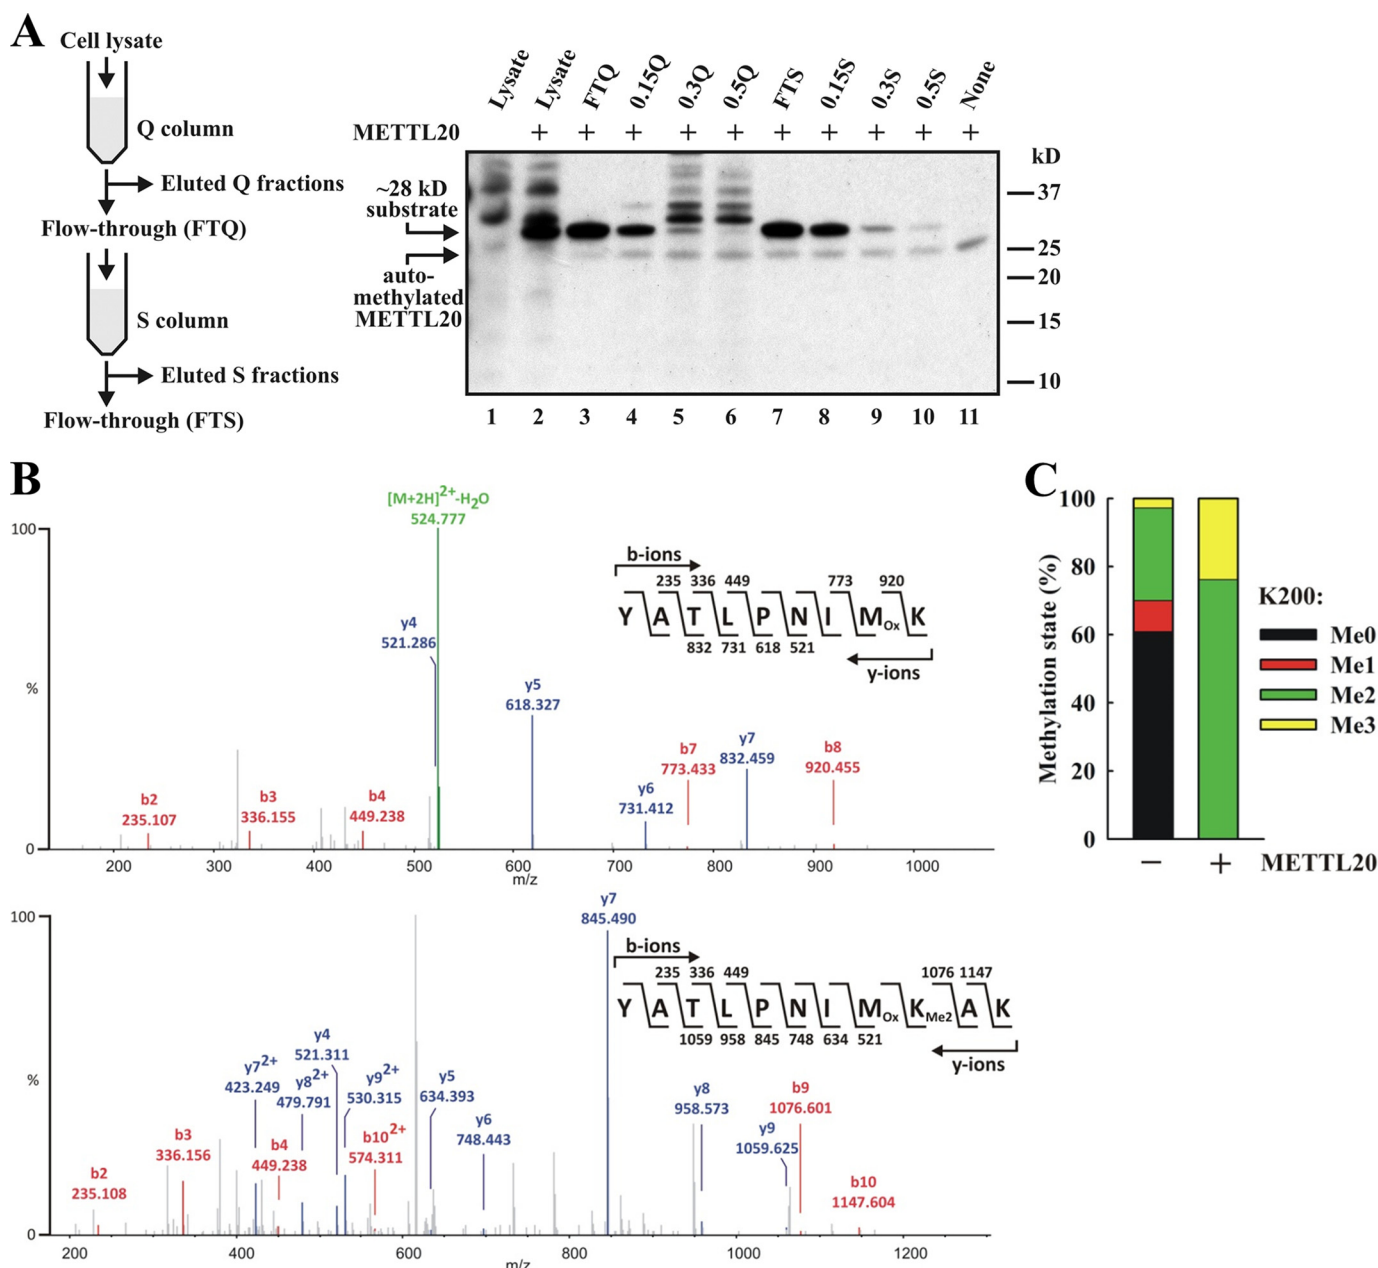 A
Cell lysate
Q column
Eluted Q fractions
Flow-through (FTQ)
S column
Eluted S fractions
Flow-through (FTS)
Lysate Lysate FTQ 0.15Q 0.3Q 0.5Q FTS 0.15S 0.3S 0.5S None
METTL20 + + + + + + + + + +
kD
~28 kD
substrate
auto-
methylated
METTL20
37
25
20
15
10
1 2 3 4 5 6 7 8 9 10 11
B
[M+2H]2+-H2O
524.777
100
%
0
y4
521.286
y5
618.327
b2
235.107
b3
336.155
b4
449.238
y6
731.412
b7
773.433
y7
832.459
b8
920.455
b-ions
235 336 449 773 920
Y A T L P N I MOx K
832 731 618 521
y-ions
200 300 400 500 600 700 800 900 1000
m/z
100
%
0
y7
845.490
b2
235.108
b3
336.156
y72+
423.249
b4
449.238
y82+
479.791
y4
521.311
y92+
530.315
b102+
574.311
y5
634.393
y6
748.443
y8
958.573
y9
1059.625
b9
1076.601
b10
1147.604
b-ions
235 336 449 1076 1147
Y A T L P N I MOx KMe2 A K
1059 958 845 748 634 521
y-ions
200 400 600 800 1000 1200
m/z
C
Methylation state (%)
100
80
60
40
20
0
K200:
Me0
Me1
Me2
Me3
− + METTL20